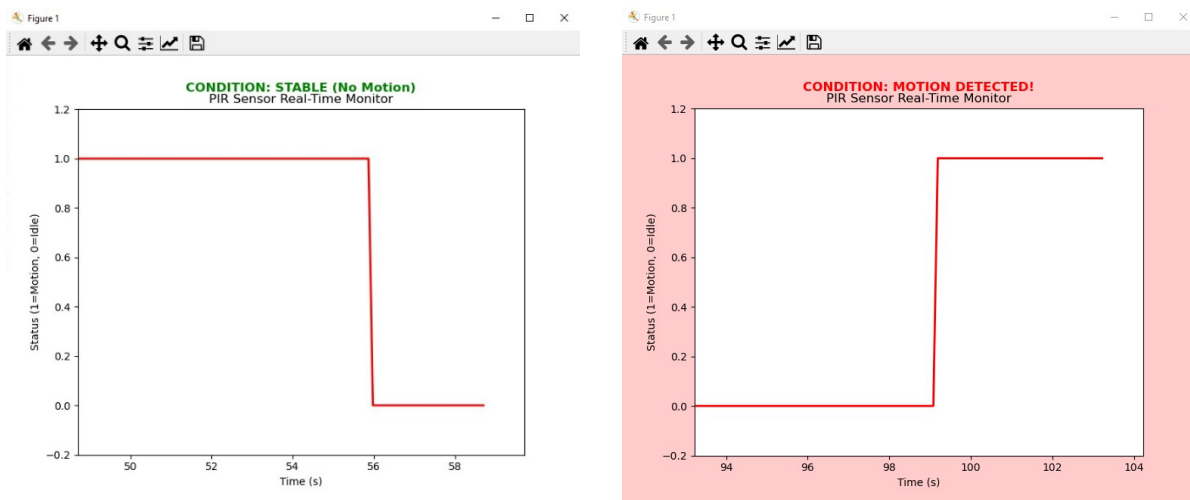 Figure 1
CONDITION: STABLE (No Motion)
PIR Sensor Real-Time Monitor
1.2
1.0
0.8
0.6
0.4
0.2
0.0
-0.2
Status (1=Motion, 0=Idle)
50 52 54 56 58
Time (s)
Figure 1
CONDITION: MOTION DETECTED!
PIR Sensor Real-Time Monitor
1.2
1.0
0.8
0.6
0.4
0.2
0.0
-0.2
Status (1=Motion, 0=Idle)
94 96 98 100 102 104
Time (s)